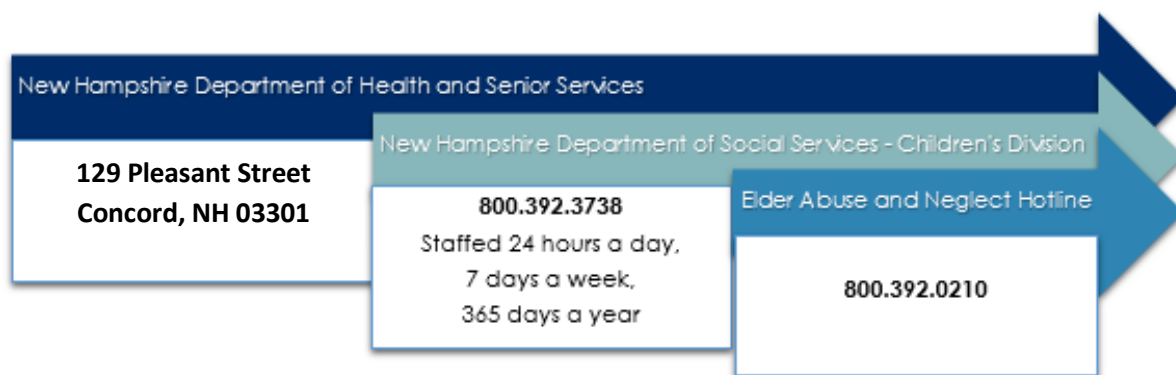 New Hampshire Department of Health and Senior Services
129 Pleasant Street
Concord, NH 03301
New Hampshire Department of Social Services - Children's Division
800.392.3738
Staffed 24 hours a day,
7 days a week,
365 days a year
Elder Abuse and Neglect Hotline
800.392.0210